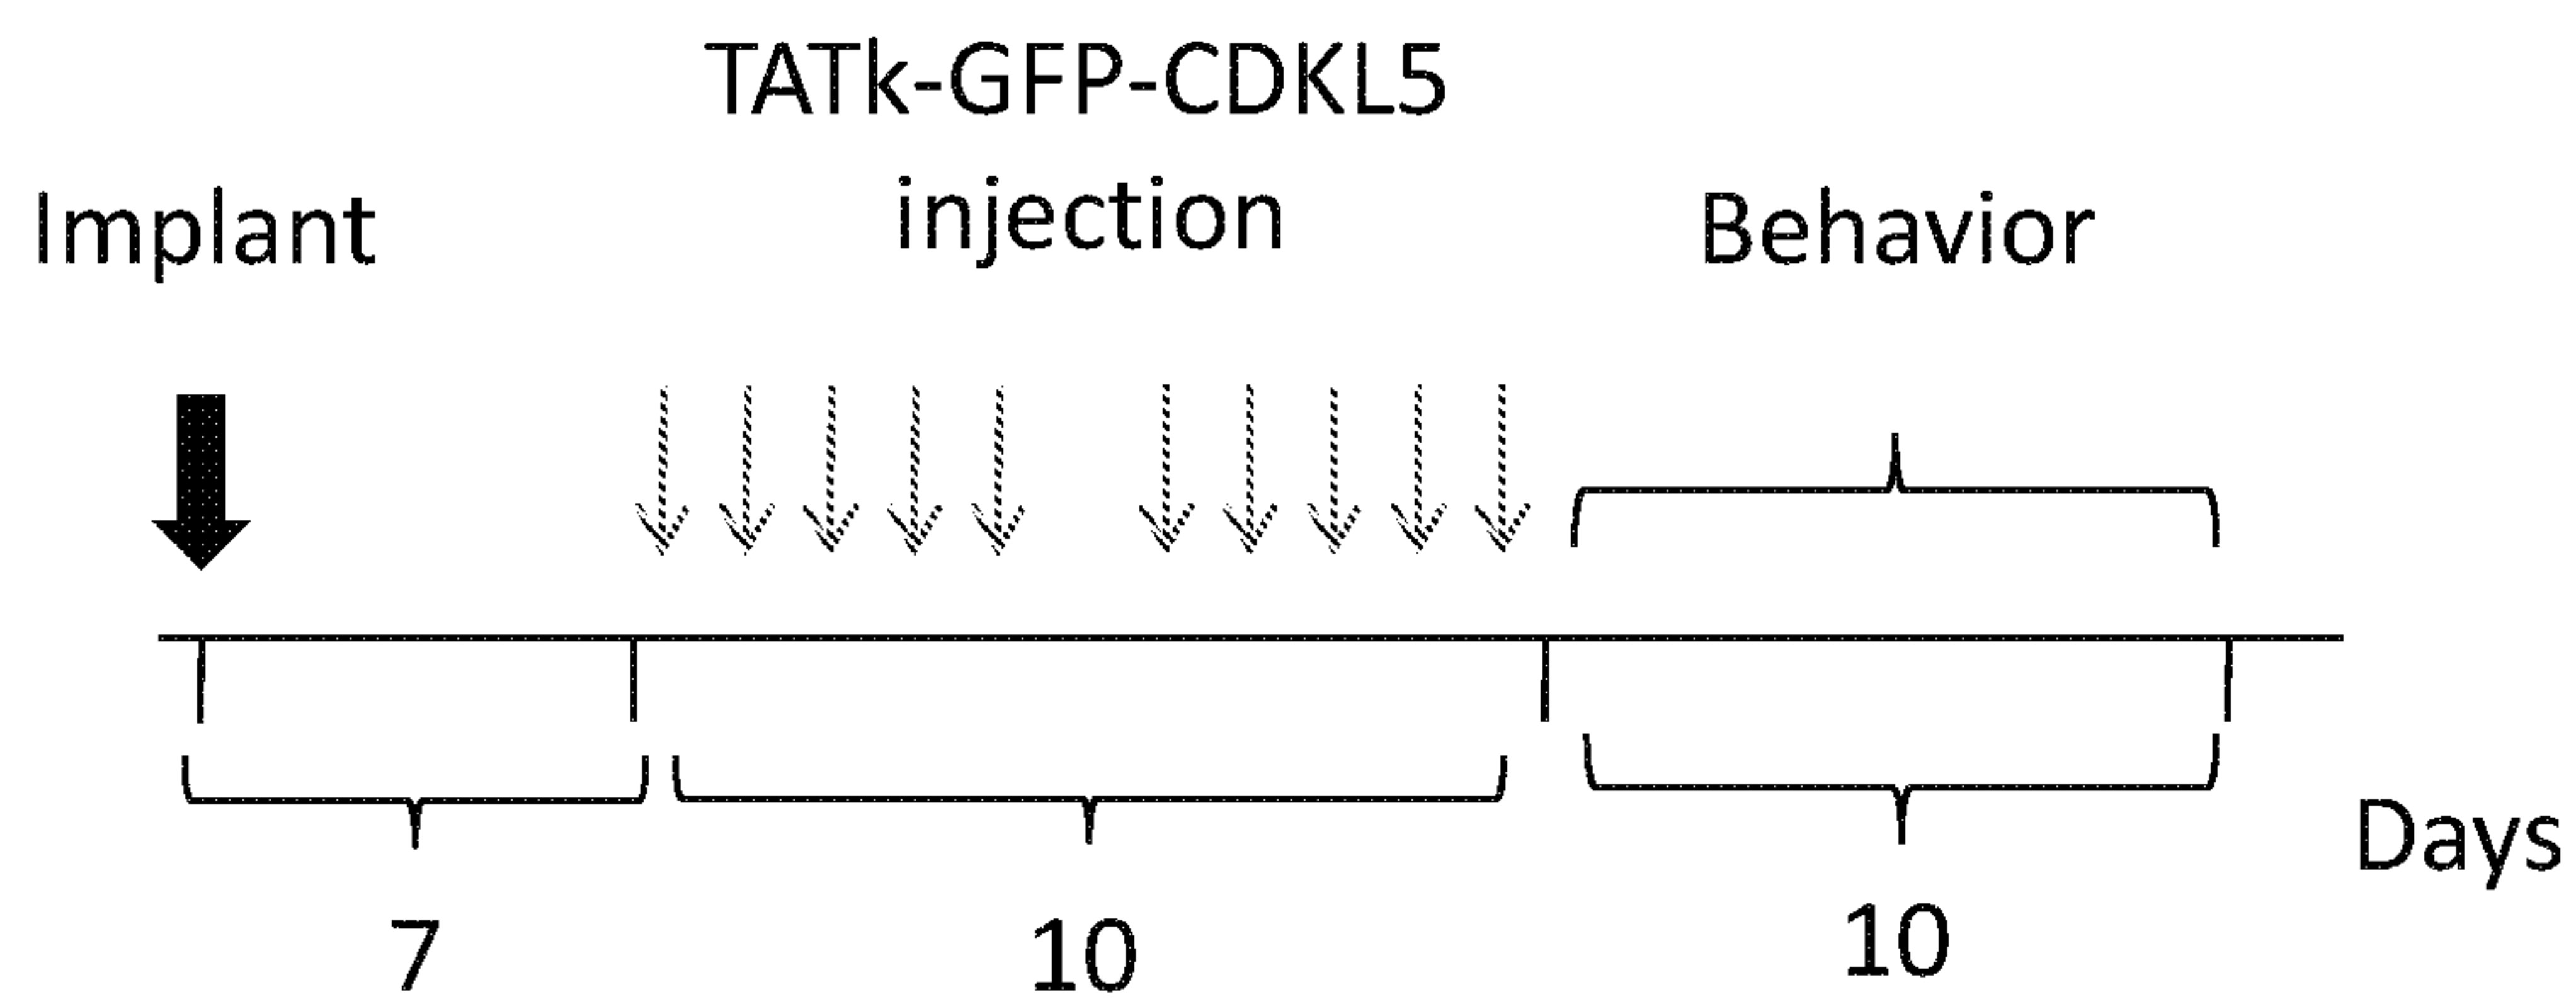 TATk-GFP-CDKL5
injection
Implant
Behavior
7
10
10
Days